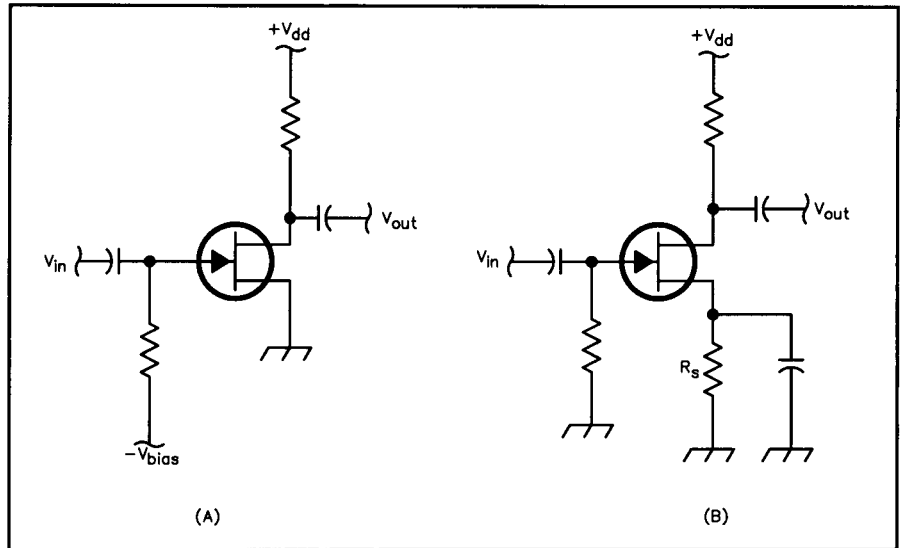 +Vdd
Vout
Vin
-Vbias
(A)
+Vdd
Vout
Vin
Rs
(B)